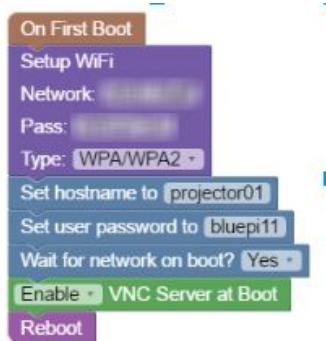 On First Boot
Setup WiFi
Network:
Pass:
Type: WPA/WPA2
Set hostname to projector01
Set user password to bluepi11
Wait for network on boot? Yes
Enable VNC Server at Boot
Reboot